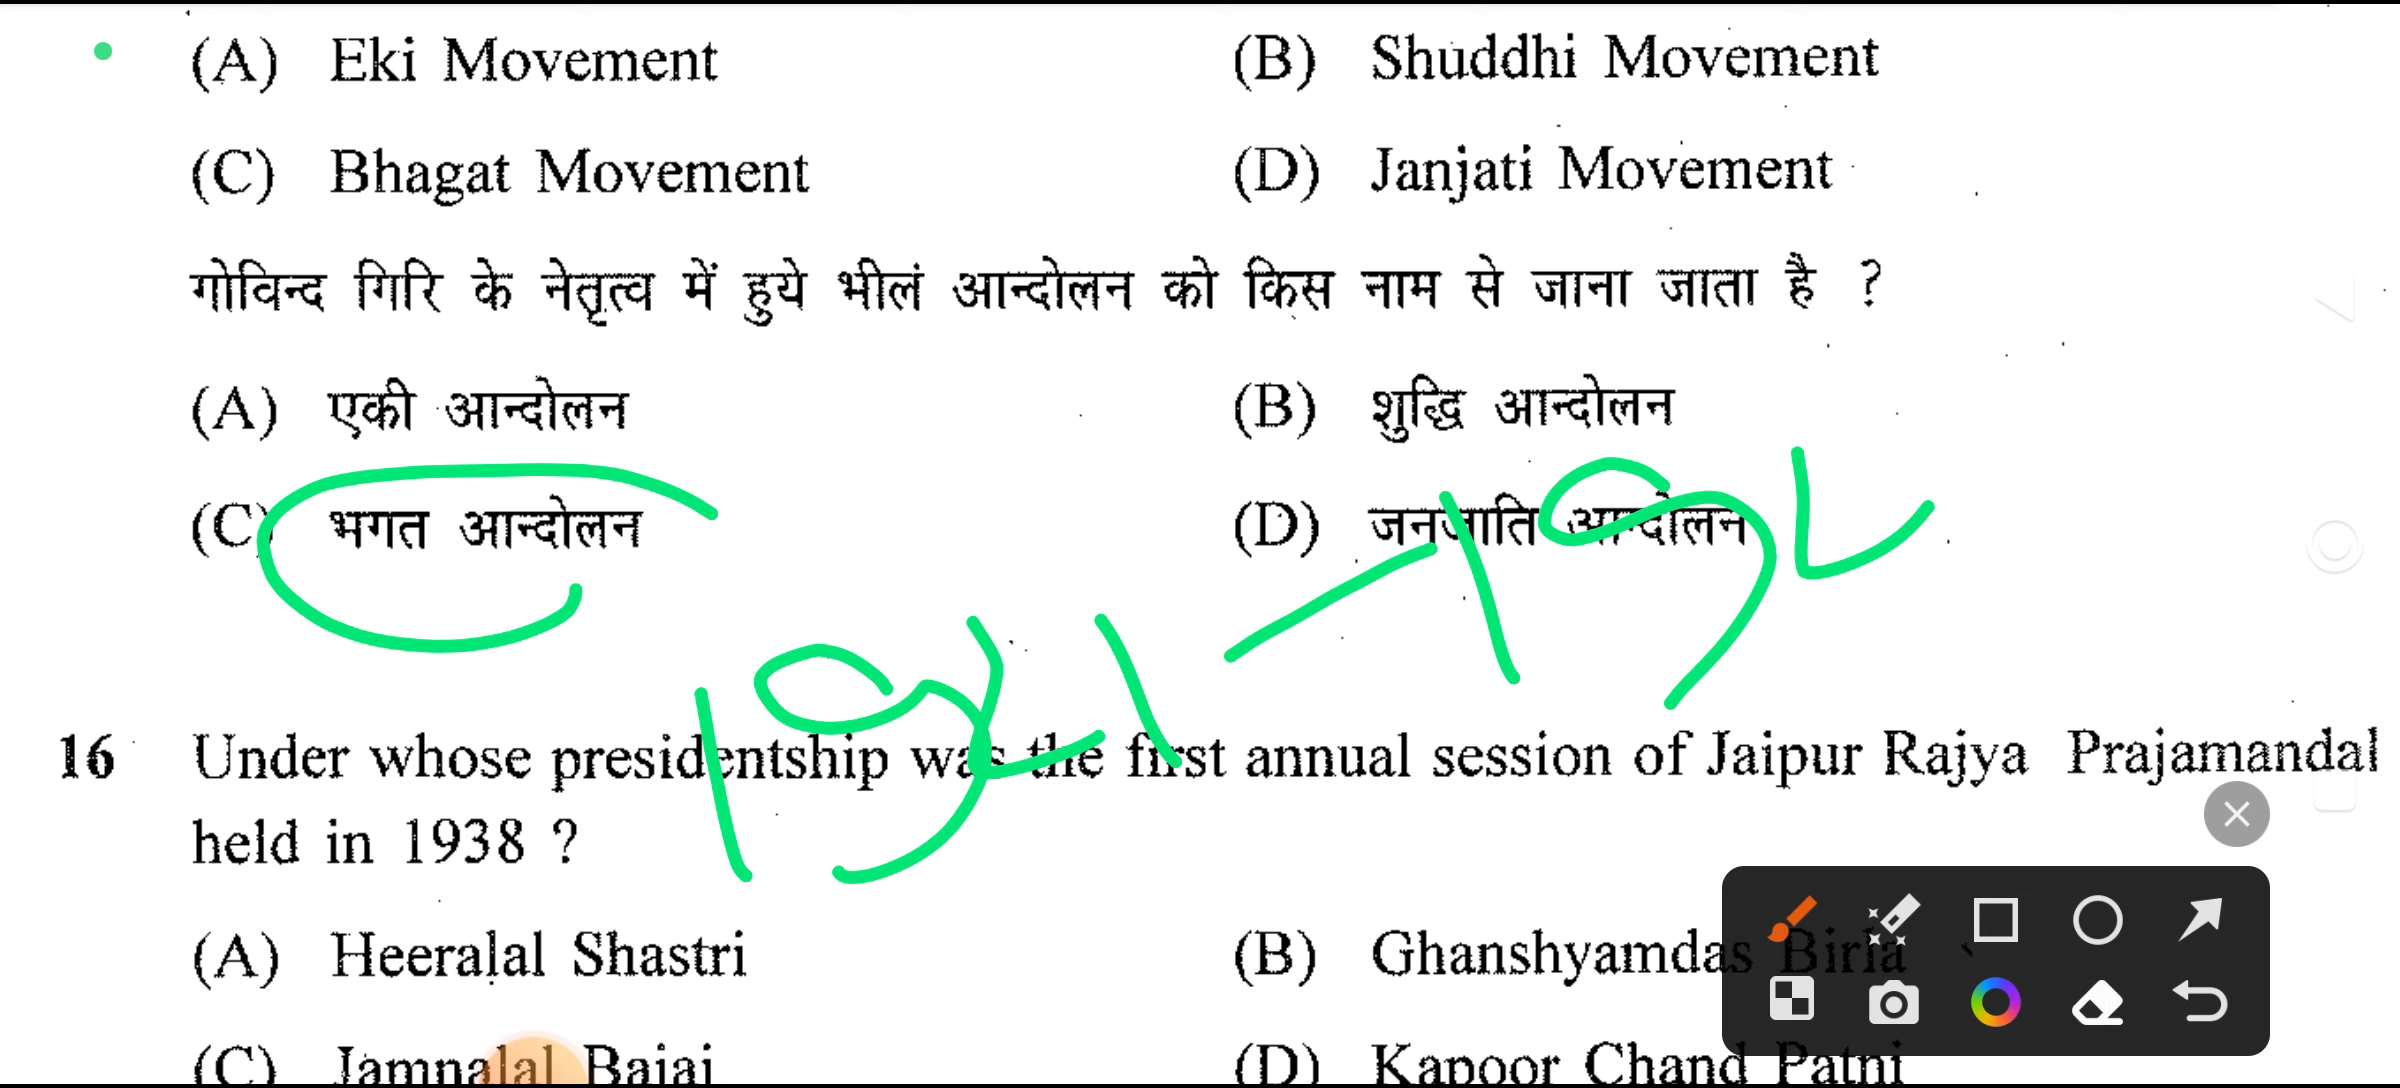 (A) Eki Movement (B) Shuddhi Movement
(C) Bhagat Movement (D) Janjati Movement
गोविन्द गिरि के नेतृत्व में हुये भील आन्दोलन को किस नाम से जाना जाता है ?
(A) एकी आन्दोलन (B) शुद्धि आन्दोलन
(C) भगत आन्दोलन (D) जनजाति आन्दोलन
16 Under whose presidentship was the first annual session of Jaipur Rajya Prajamandal
held in 1938 ?
(A) Heeralal Shastri (B) Ghanshyamdas Birla
(C) Jamnalal Bajaj (D) Kapoor Chand Patni